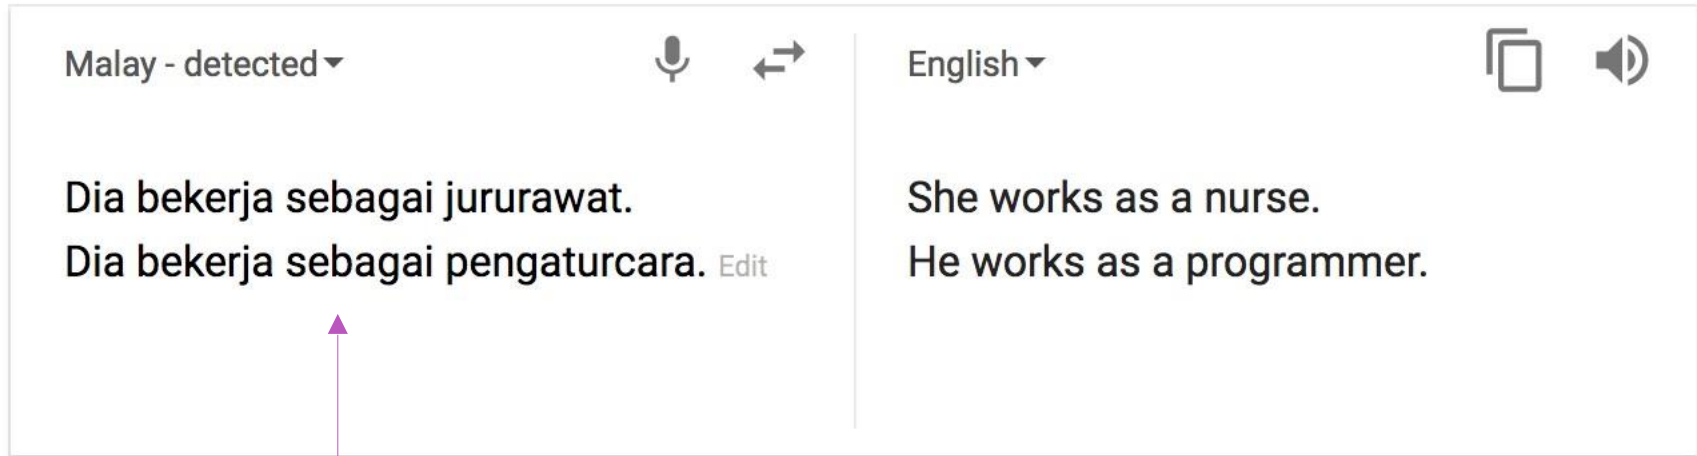 Malay - detected
English
Dia bekerja sebagai jururawat.
Dia bekerja sebagai pengaturcara. Edit
She works as a nurse.
He works as a programmer.